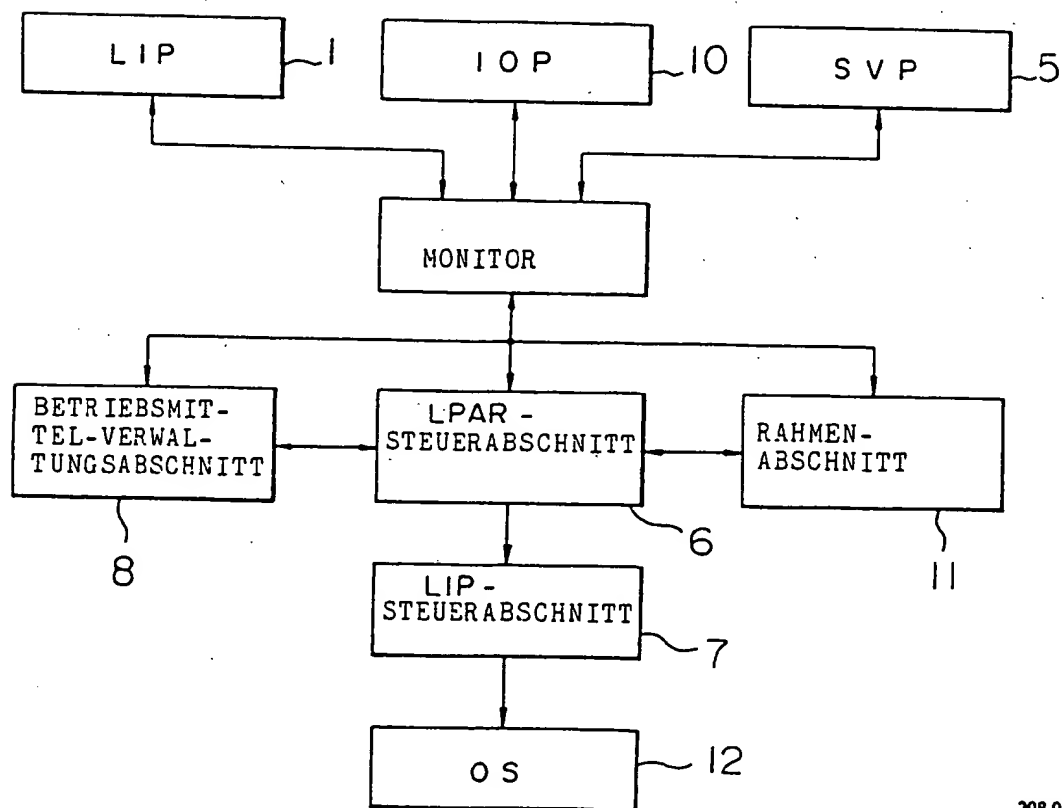 LIP
1
IOP
10
SVP
5
MONITOR
BETRIEBSMIT-
TEL-VERWAL-
TUNGSABSCHNITT
8
LPAR-
STEUERABSCHNITT
6
RAHMEN-
ABSCHNITT
11
LIP-
STEUERABSCHNITT
7
OS
12